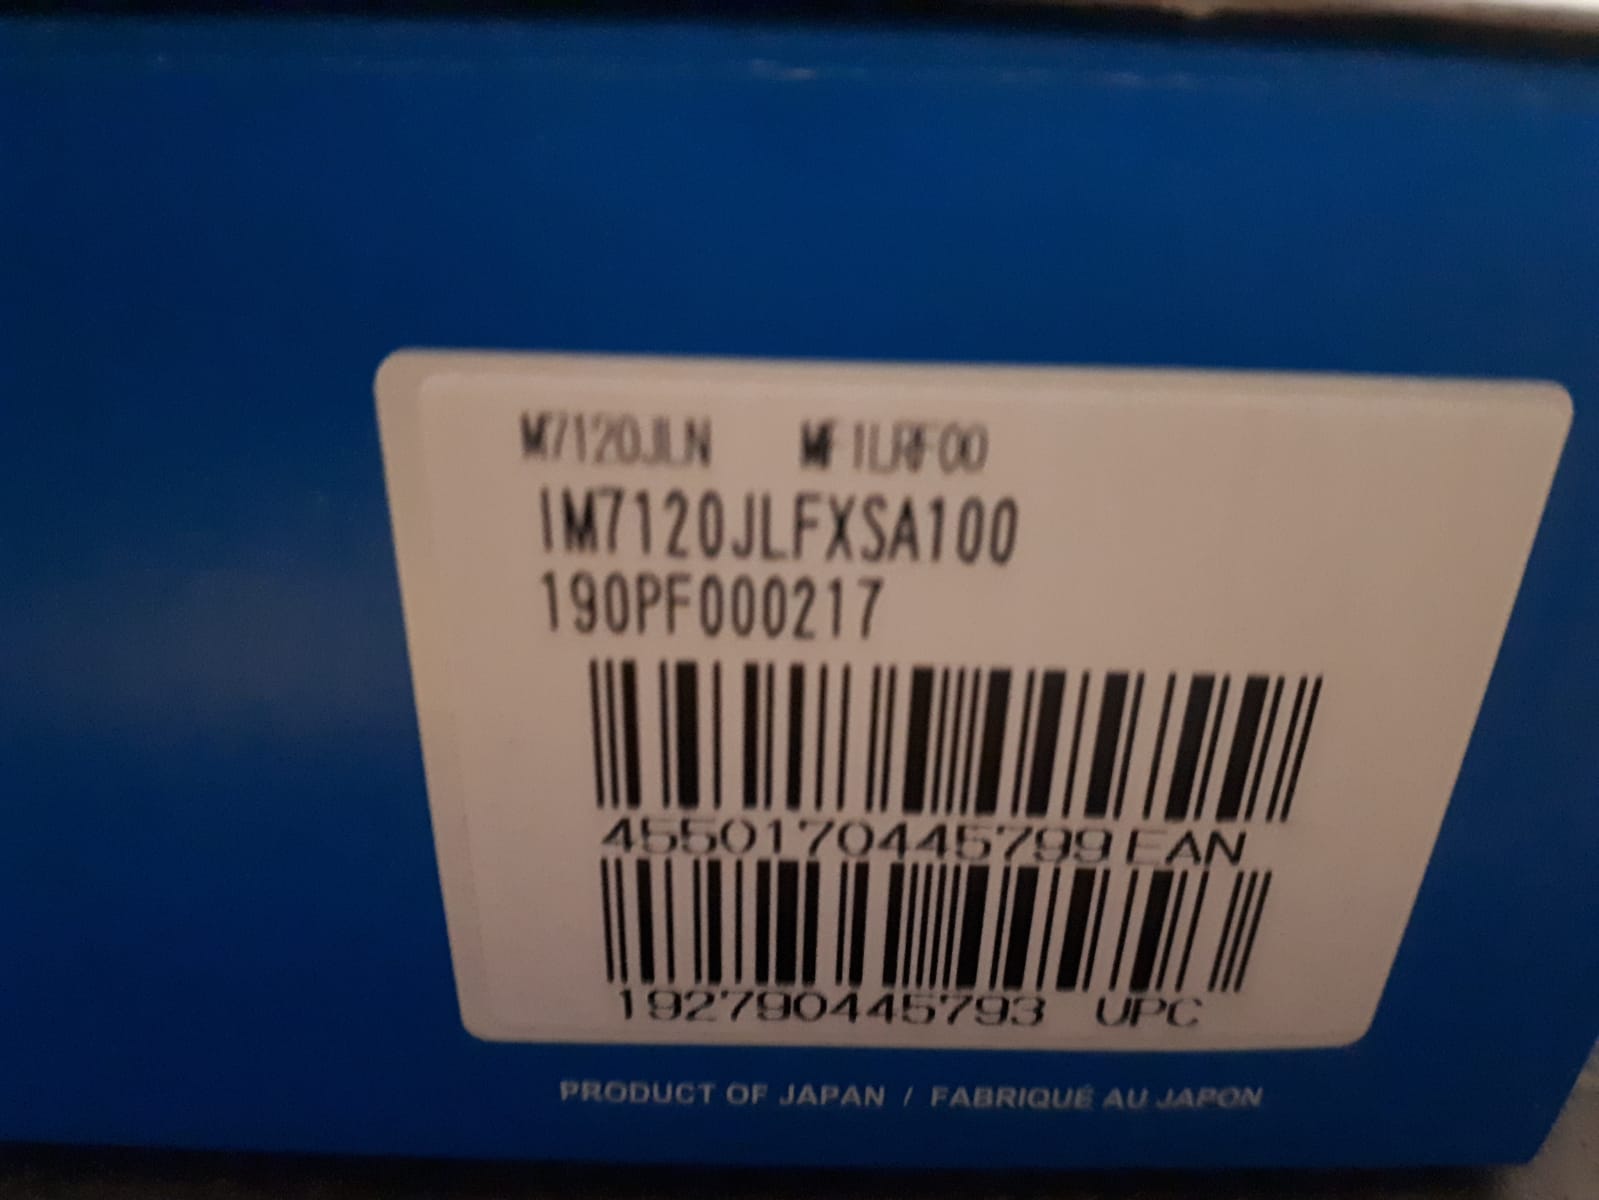 M7120JLN MF1LRF00
IM7120JLFXSA100
190PF000217
4550170445799 EAN
192790445793 UPC
PRODUCT OF JAPAN / FABRIQUÉ AU JAPON